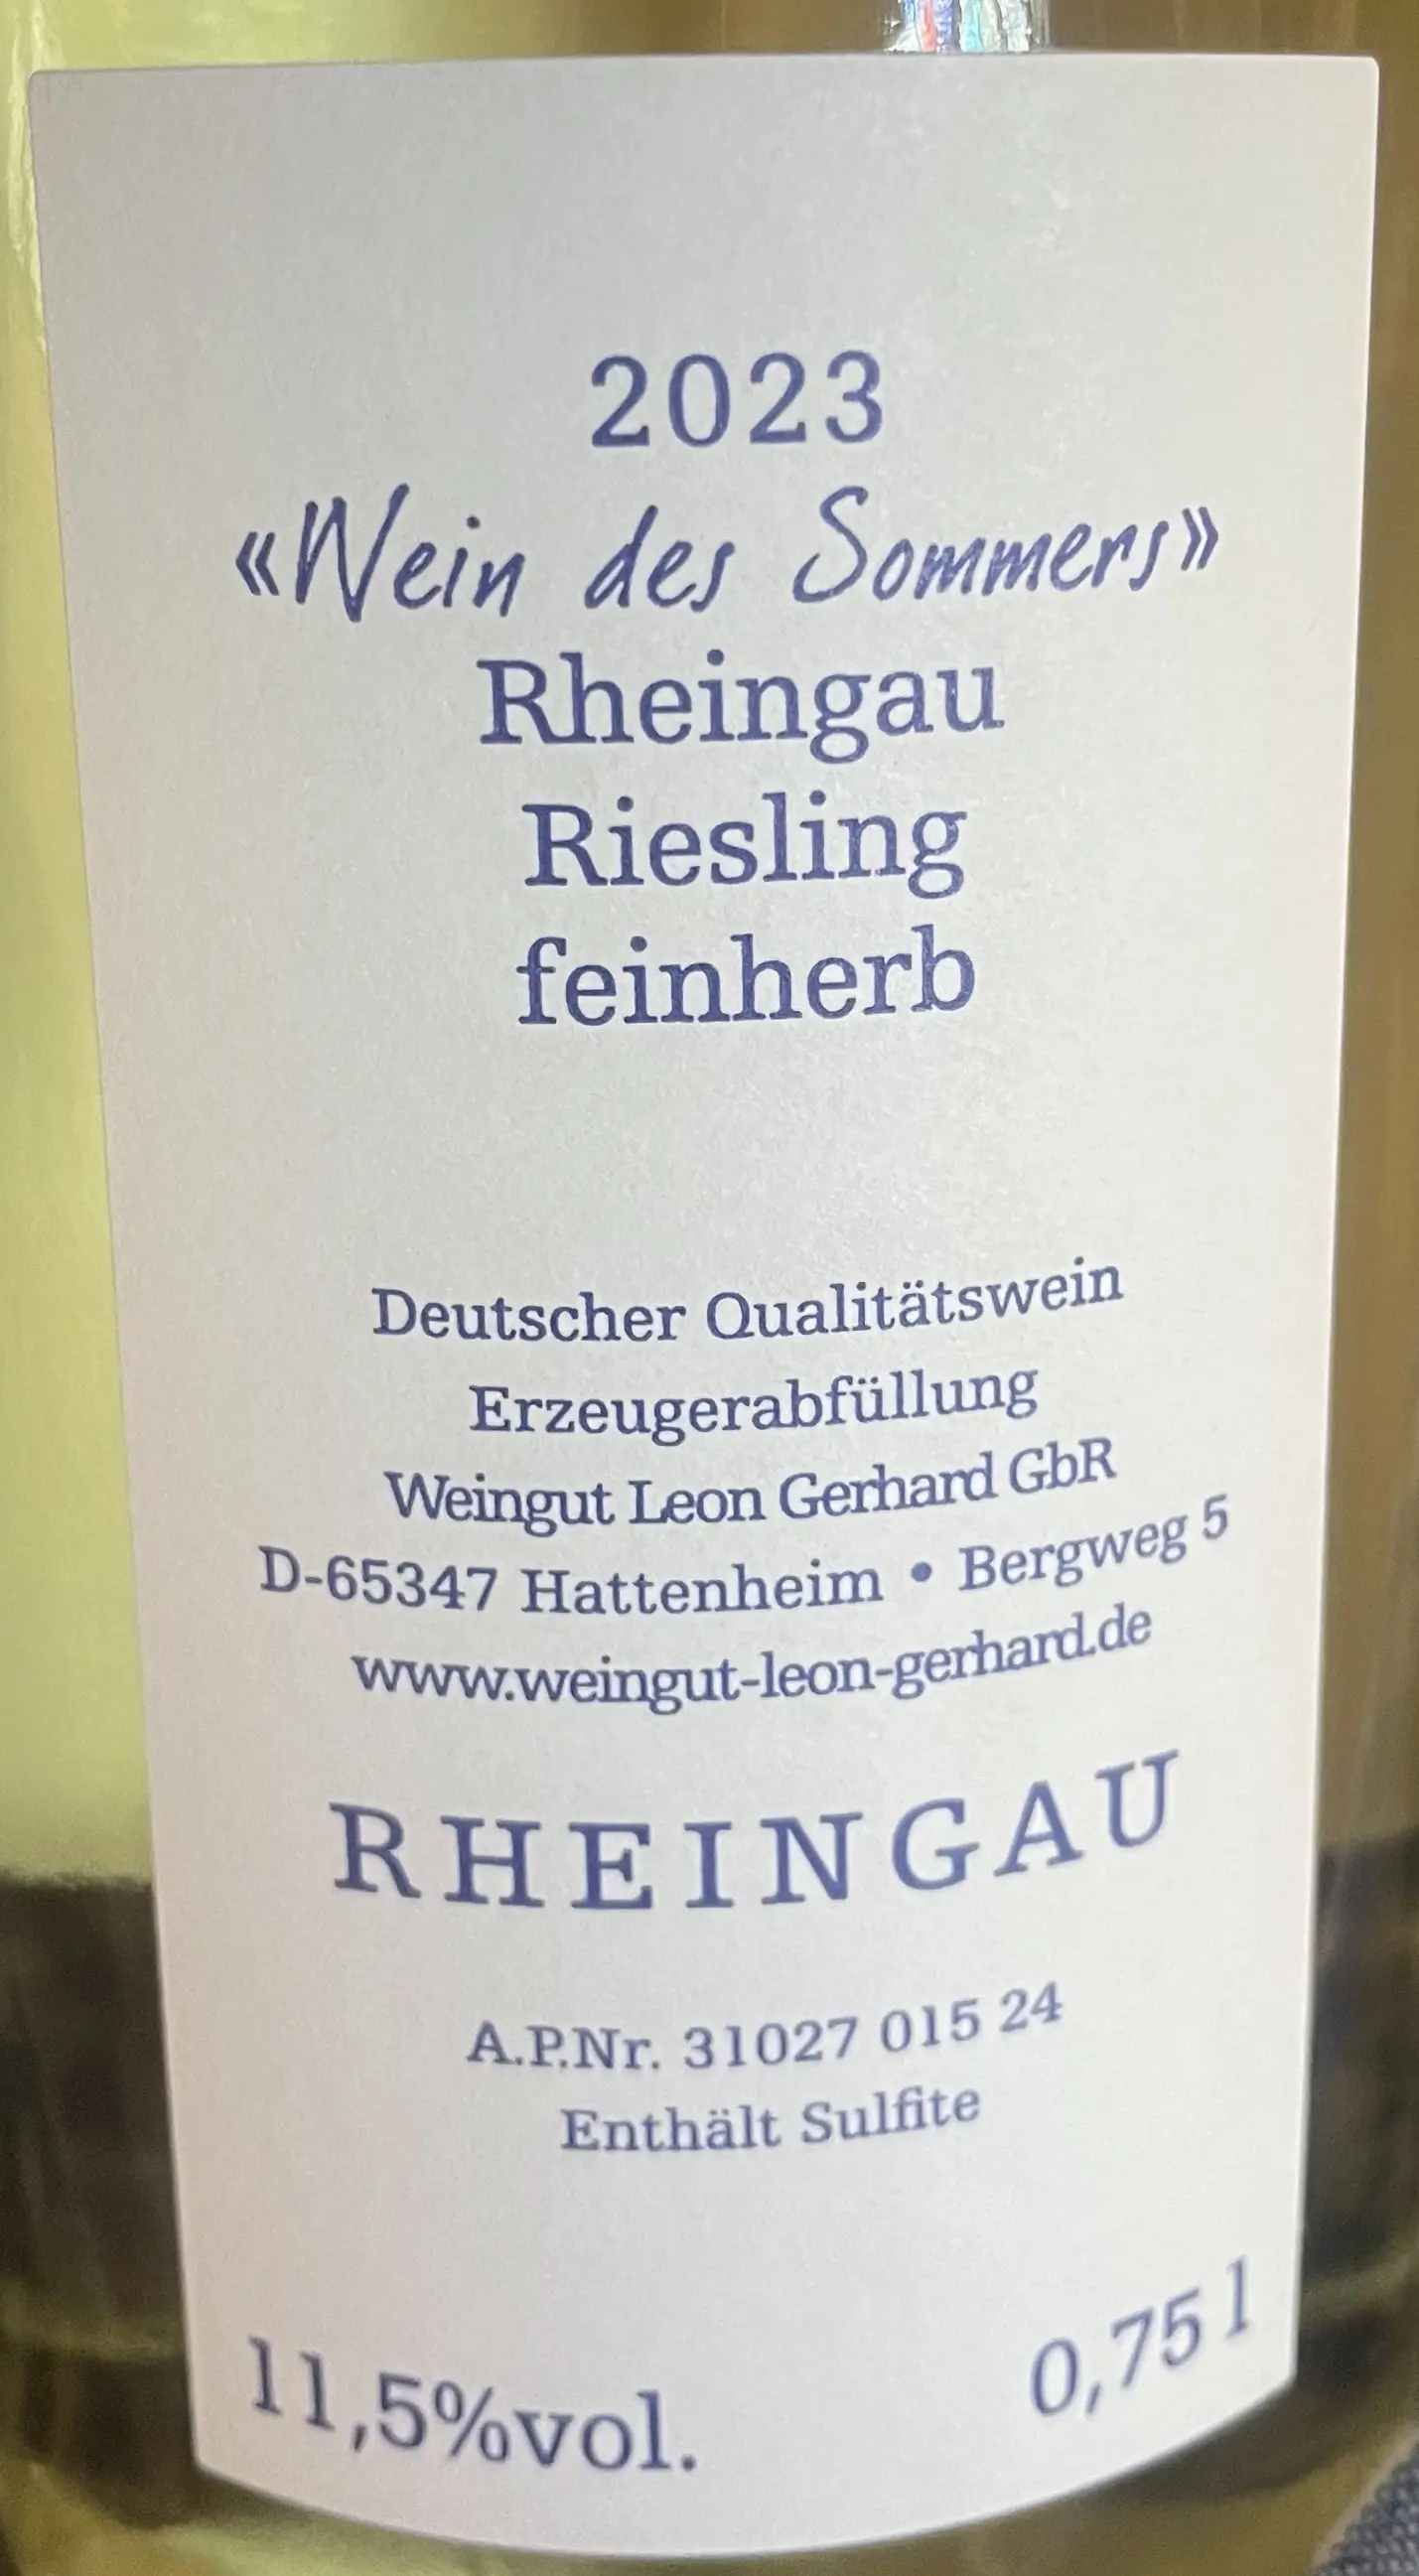 2023
«Wein des Sommers»
Rheingau
Riesling
feinherb
Deutscher Qualitätswein
Erzeugerabfüllung
Weingut Leon Gerhard GbR
D-65347 Hattenheim • Bergweg 5
www.weingut-leon-gerhard.de
RHEINGAU
A.P.Nr. 31027 015 24
Enthält Sulfite
11,5%vol. 0,75 l